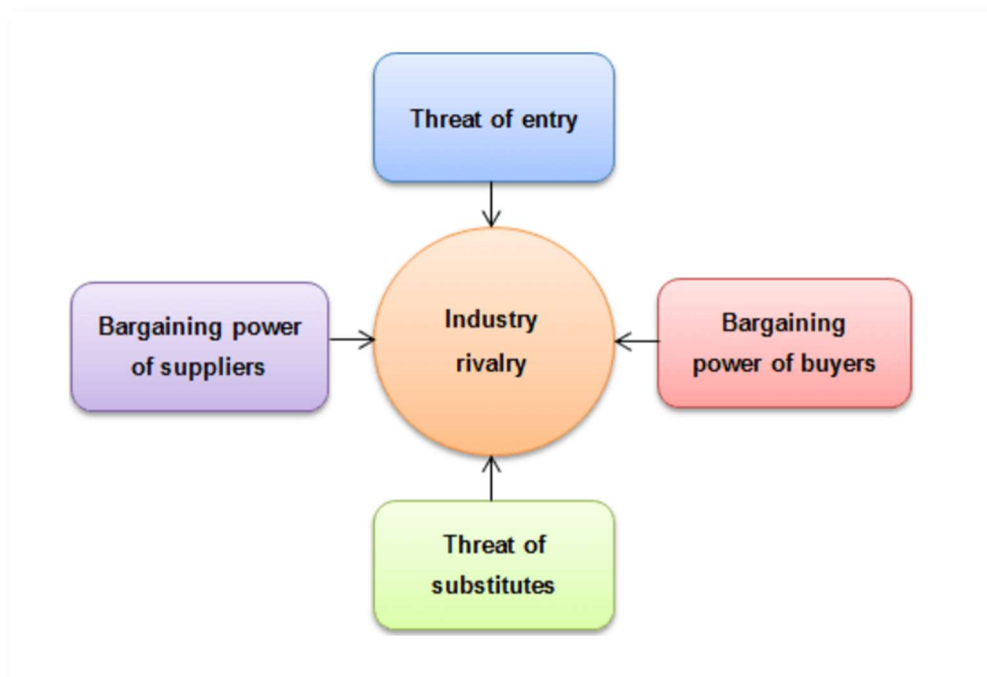 Threat of entry
Bargaining power
of suppliers
Industry
rivalry
Bargaining
power of buyers
Threat of
substitutes